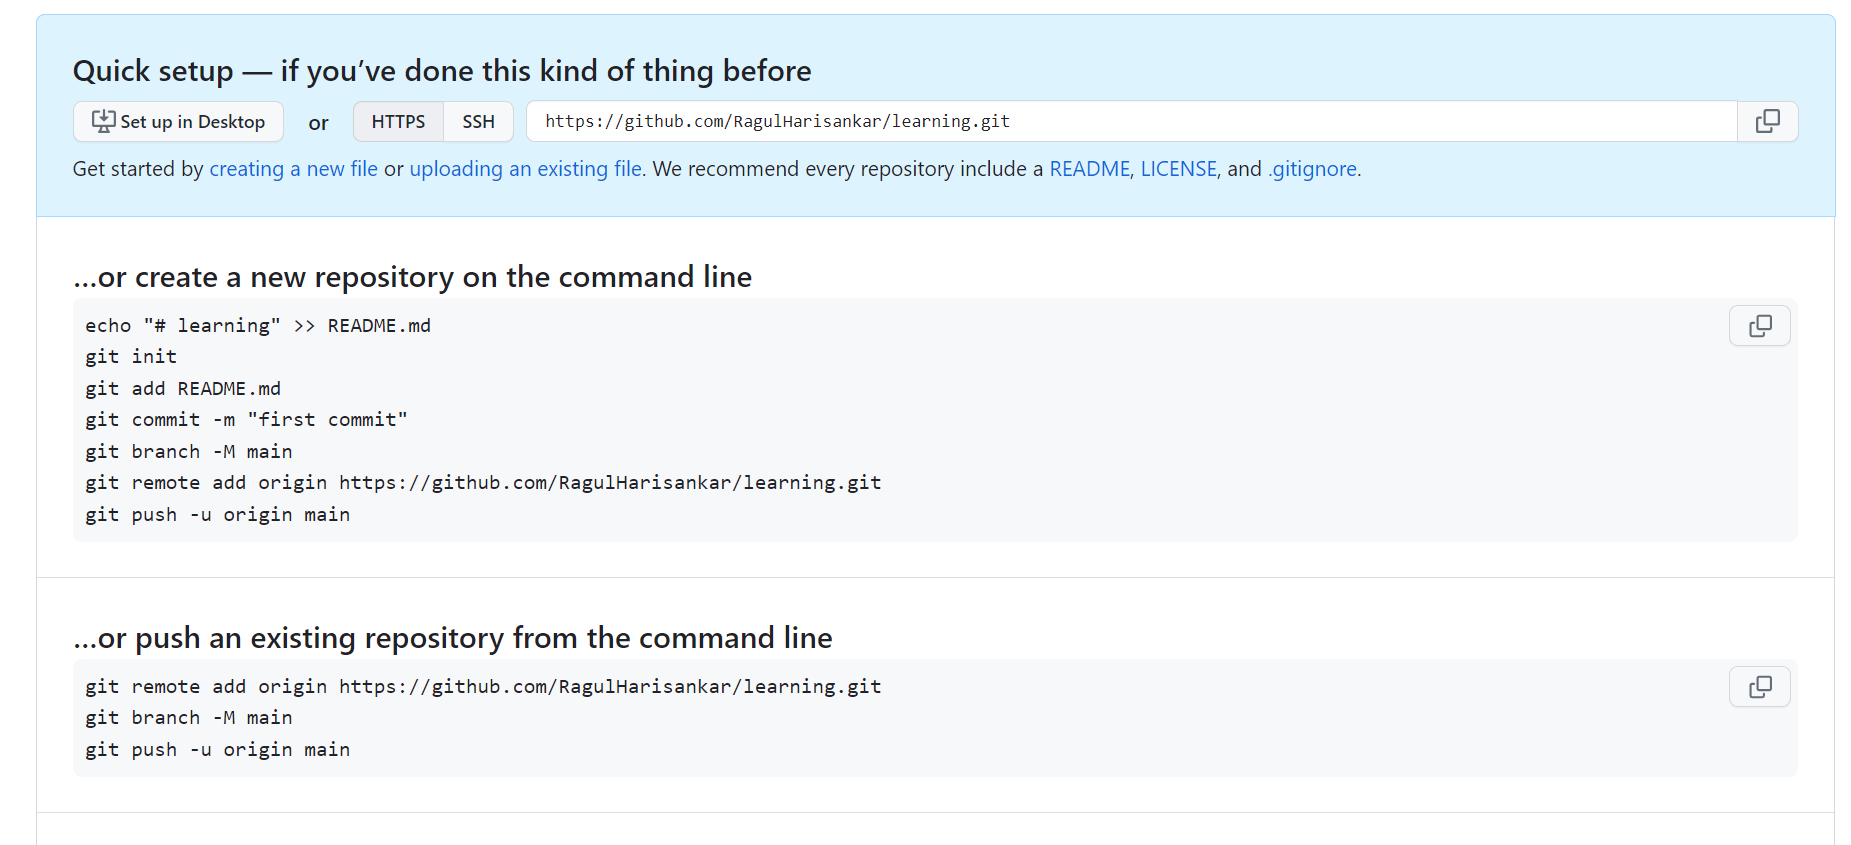 Quick setup — if you’ve done this kind of thing before
Set up in Desktop or HTTPS SSH https://github.com/RagulHarisankar/learning.git
Get started by creating a new file or uploading an existing file. We recommend every repository include a README, LICENSE, and .gitignore.
…or create a new repository on the command line
echo "# learning" >> README.md
git init
git add README.md
git commit -m "first commit"
git branch -M main
git remote add origin https://github.com/RagulHarisankar/learning.git
git push -u origin main
…or push an existing repository from the command line
git remote add origin https://github.com/RagulHarisankar/learning.git
git branch -M main
git push -u origin main